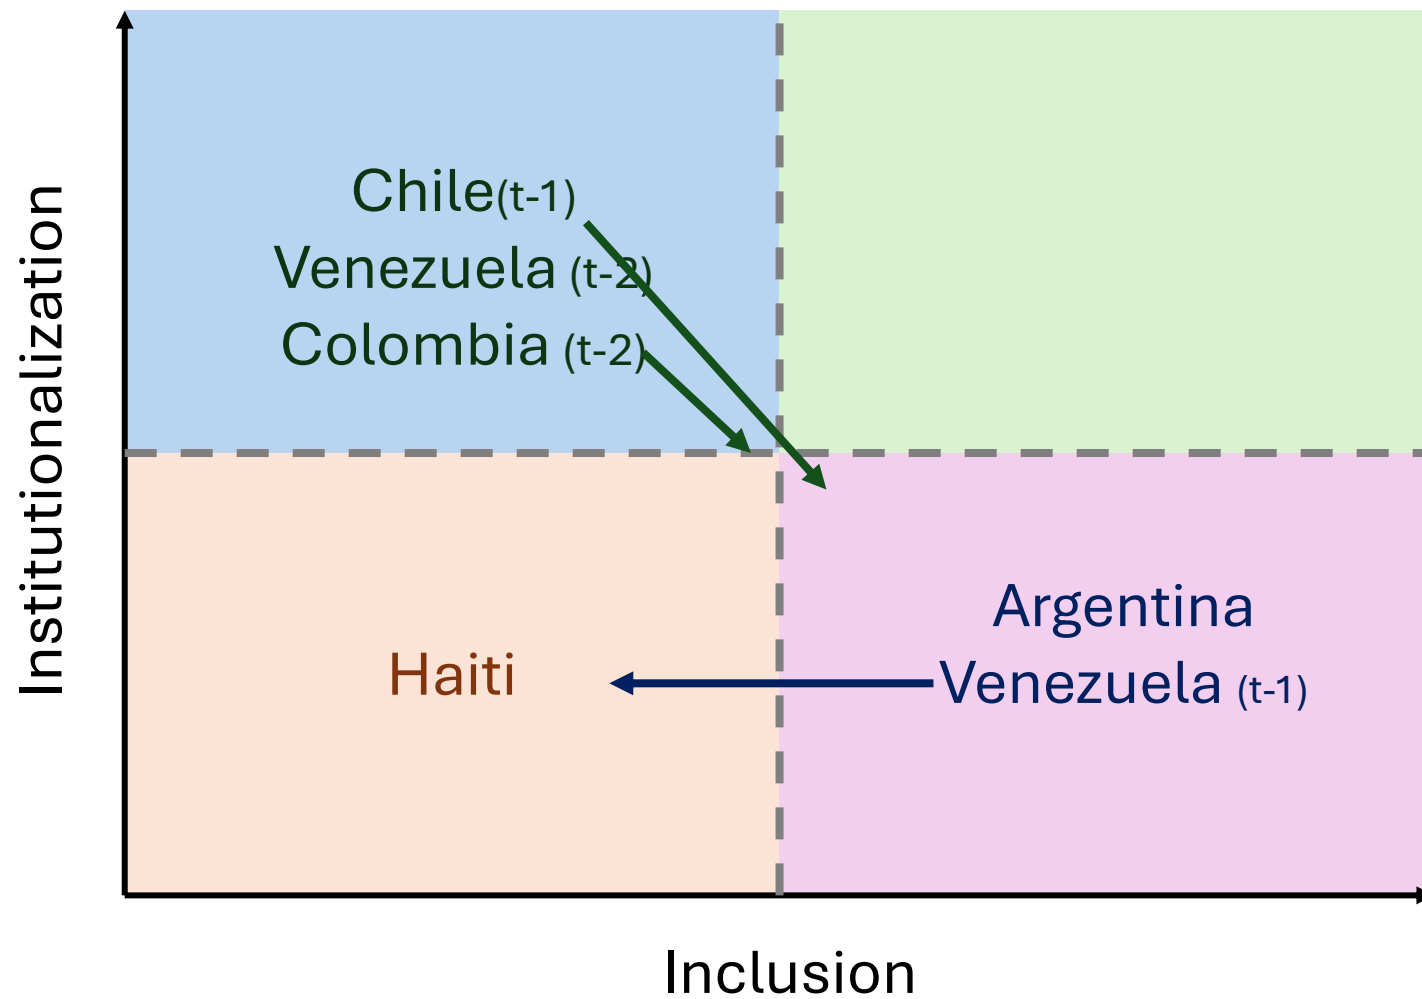 Institutionalization
Chile(t-1)
Venezuela (t-2)
Colombia (t-2)
Haiti
Argentina
Venezuela (t-1)
Inclusion